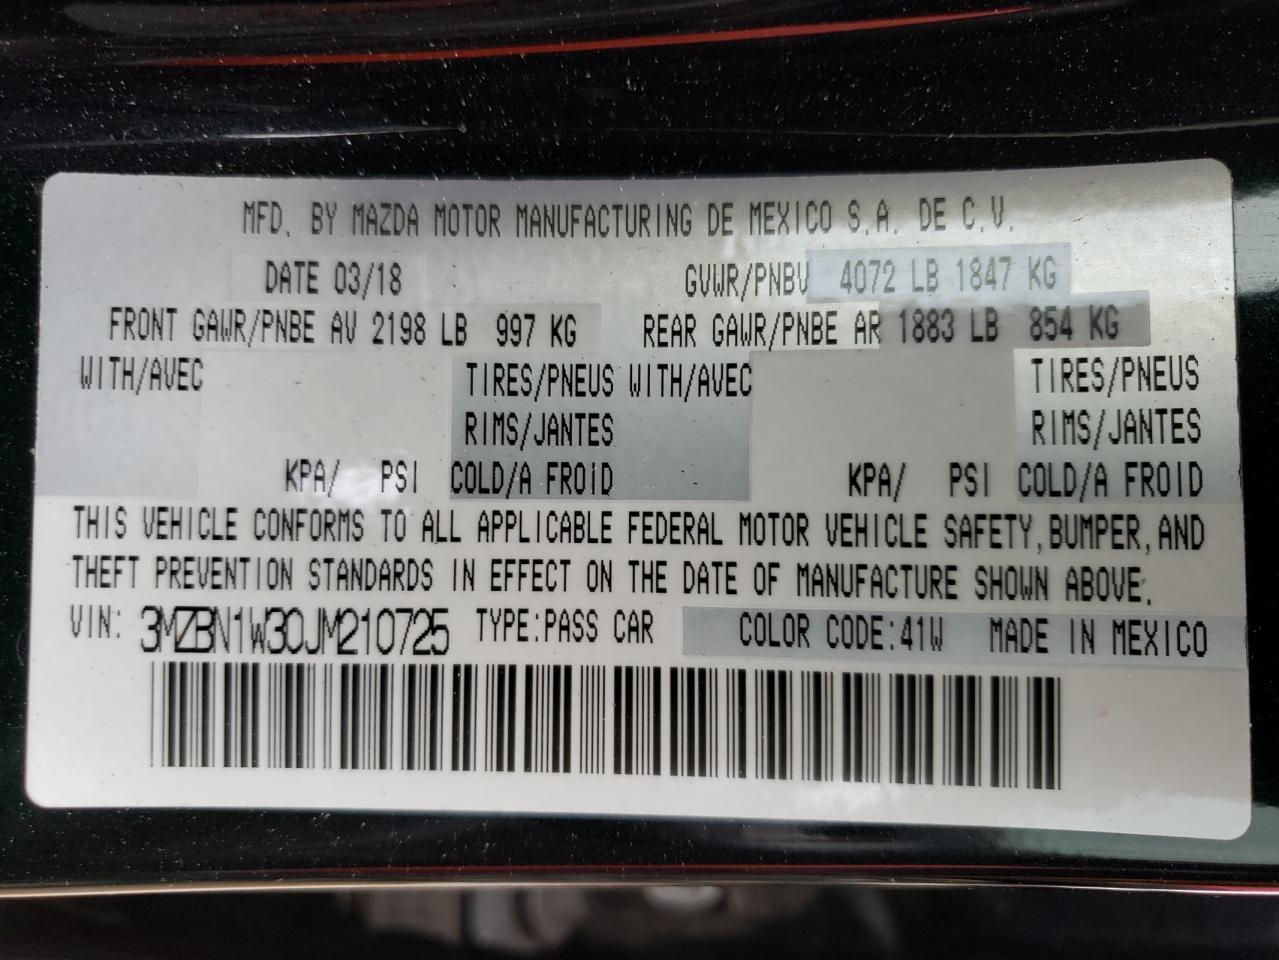 MFD. BY MAZDA MOTOR MANUFACTURING DE MEXICO S.A. DE C.V.
DATE 03/18 GVWR/PNBV 4072 LB 1847 KG
FRONT GAWR/PNBE AV 2198 LB 997 KG REAR GAWR/PNBE AR 1883 LB 854 KG
WITH/AVEC TIRES/PNEUS WITH/AVEC TIRES/PNEUS
RIMS/JANTES RIMS/JANTES
KPA/ PSI COLD/A FROID KPA/ PSI COLD/A FROID
THIS VEHICLE CONFORMS TO ALL APPLICABLE FEDERAL MOTOR VEHICLE SAFETY, BUMPER, AND
THEFT PREVENTION STANDARDS IN EFFECT ON THE DATE OF MANUFACTURE SHOWN ABOVE.
VIN: 3MZBN1W30JM210725 TYPE:PASS CAR COLOR CODE:41W MADE IN MEXICO